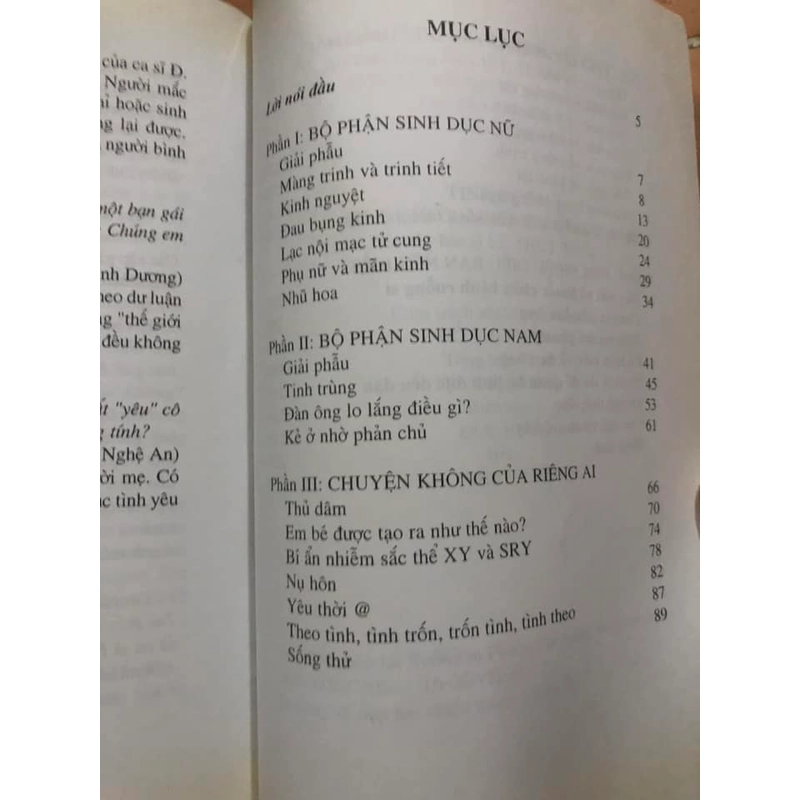 của ca sĩ Đ.
Người mắc
ỉ hoặc sinh
g lại được,
người bình
một bạn gái
Chúng em
nh Dương)
heo dư luận
ng "thế giới
đều không
"yêu" cô
g tính?
Nghệ An)
ời mẹ. Có
c tình yêu
MỤC LỤC
Lời nói đầu 5
Phần I: BỘ PHẬN SINH DỤC NỮ
Giải phẫu 7
Màng trinh và trinh tiết 8
Kinh nguyệt 13
Đau bụng kinh 20
Lạc nội mạc tử cung 24
Phụ nữ và mãn kinh 29
Nhũ hoa 34
Phần II: BỘ PHẬN SINH DỤC NAM
Giải phẫu 41
Tinh trùng 45
Đàn ông lo lắng điều gì? 53
Kẻ ở nhờ phản chủ 61
Phần III: CHUYỆN KHÔNG CỦA RIÊNG AI
Thủ dâm 66
Em bé được tạo ra như thế nào? 70
Bí ẩn nhiễm sắc thể XY và SRY 74
Nụ hôn 78
Yêu thời @ 82
Theo tình, tình trốn, trốn tình, tình theo 87
Sống thử 89